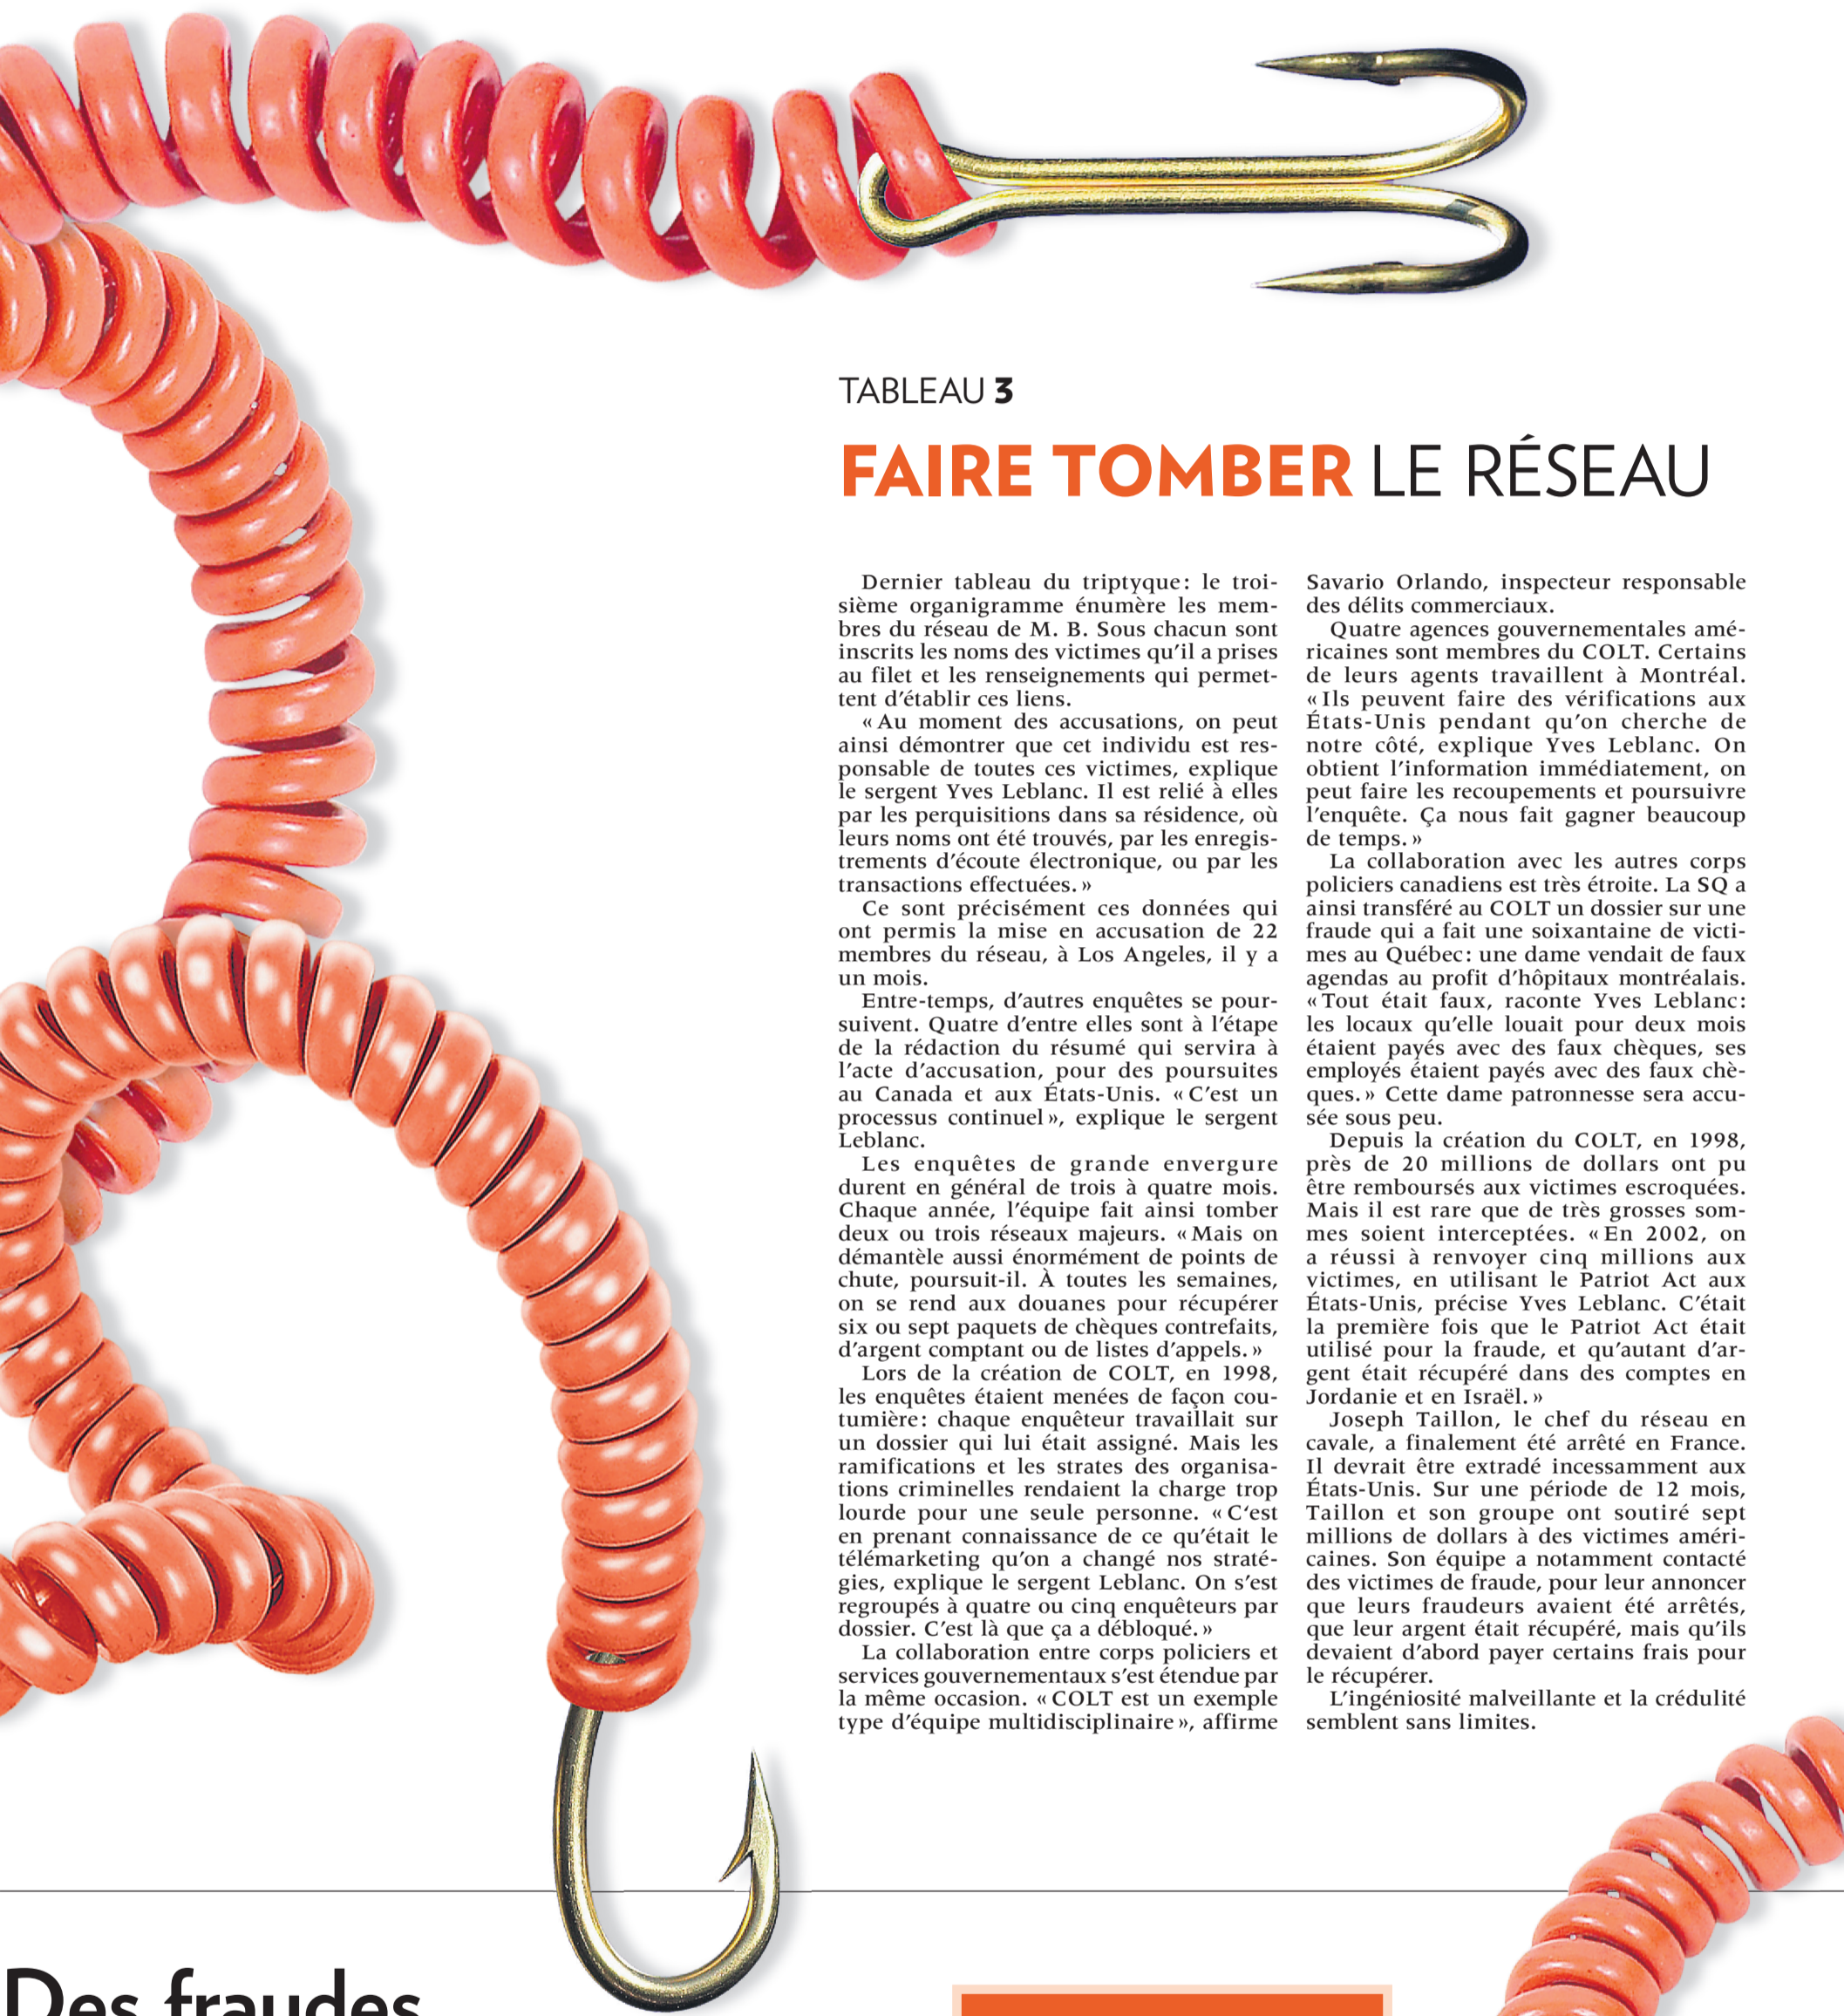 TABLEAU 3
FAIRE TOMBER LE RÉSEAU
Dernier tableau du triptyque: le troi-
sième organigramme énumère les mem-
bres du réseau de M. B. Sous chacun sont
inscrits les noms des victimes qu'il a prises
au filet et les renseignements qui permet-
tent d'établir ces liens.
« Au moment des accusations, on peut
ainsi démontrer que cet individu est res-
ponsable de toutes ces victimes, explique
le sergent Yves Leblanc. Il est relié à elles
par les perquisitions dans sa résidence, où
leurs noms ont été trouvés, par les enregis-
trements d'écoute électronique, ou par les
transactions effectuées. »
Ce sont précisément ces données qui
ont permis la mise en accusation de 22
membres du réseau, à Los Angeles, il y a
un mois.
Entre-temps, d'autres enquêtes se pour-
suivent. Quatre d'entre elles sont à l'étape
de la rédaction du résumé qui servira à
l'acte d'accusation, pour des poursuites
au Canada et aux États-Unis. « C'est un
processus continuel », explique le sergent
Leblanc.
Les enquêtes de grande envergure
durent en général de trois à quatre mois.
Chaque année, l'équipe fait ainsi tomber
deux ou trois réseaux majeurs. « Mais on
démantèle aussi énormément de points de
chute, poursuit-il. À toutes les semaines,
on se rend aux douanes pour récupérer
six ou sept paquets de chèques contrefaits,
d'argent comptant ou de listes d'appels. »
Lors de la création de COLT, en 1998,
les enquêtes étaient menées de façon cou-
tumière: chaque enquêteur travaillait sur
un dossier qui lui était assigné. Mais les
ramifications et les strates des organisa-
tions criminelles rendaient la charge trop
lourde pour une seule personne. « C'est
en prenant connaissance de ce qu'était le
télémarketing qu'on a changé nos straté-
gies, explique le sergent Leblanc. On s'est
regroupés à quatre ou cinq enquêteurs par
dossier. C'est là que ça a débloqué. »
La collaboration entre corps policiers et
services gouvernementaux s'est étendue par
la même occasion. « COLT est un exemple
type d'équipe multidisciplinaire », affirme
Savario Orlando, inspecteur responsable
des délits commerciaux.
Quatre agences gouvernementales amé-
ricaines sont membres du COLT. Certains
de leurs agents travaillent à Montréal.
« Ils peuvent faire des vérifications aux
États-Unis pendant qu'on cherche de
notre côté, explique Yves Leblanc. On
obtient l'information immédiatement, on
peut faire les recoupements et poursuivre
l'enquête. Ça nous fait gagner beaucoup
de temps. »
La collaboration avec les autres corps
policiers canadiens est très étroite. La SQ a
ainsi transféré au COLT un dossier sur une
fraude qui a fait une soixantaine de victi-
mes au Québec: une dame vendait de faux
agendas au profit d'hôpitaux montréalais.
« Tout était faux, raconte Yves Leblanc:
les locaux qu'elle louait pour deux mois
étaient payés avec des faux chèques, ses
employés étaient payés avec des faux chè-
ques. » Cette dame patronnesse sera accu-
sée sous peu.
Depuis la création du COLT, en 1998,
près de 20 millions de dollars ont pu
être remboursés aux victimes escroquées.
Mais il est rare que de très grosses som-
mes soient interceptées. « En 2002, on
a réussi à renvoyer cinq millions aux
victimes, en utilisant le Patriot Act aux
États-Unis, précise Yves Leblanc. C'était
la première fois que le Patriot Act était
utilisé pour la fraude, et qu'autant d'ar-
gent était récupéré dans des comptes en
Jordanie et en Israël. »
Joseph Taillon, le chef du réseau en
cavale, a finalement été arrêté en France.
Il devrait être extradé incessamment aux
États-Unis. Sur une période de 12 mois,
Taillon et son groupe ont soutiré sept
millions de dollars à des victimes améri-
caines. Son équipe a notamment contacté
des victimes de fraude, pour leur annoncer
que leurs fraudeurs avaient été arrêtés,
que leur argent était récupéré, mais qu'ils
devaient d'abord payer certains frais pour
le récupérer.
L'ingéniosité malveillante et la crédulité
semblent sans limites.
Des fraudes